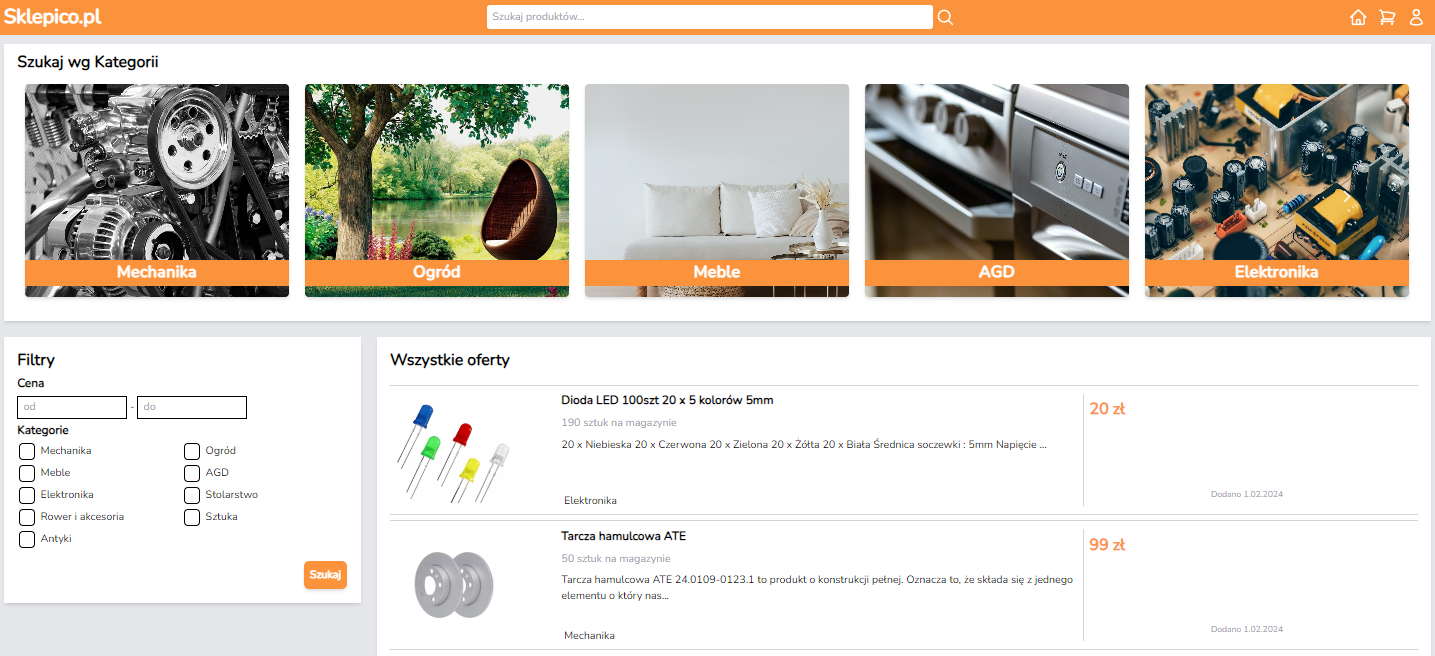 Sklepico.pl
Szukaj produktów...
Szukaj wg Kategorii
Mechanika
Ogród
Meble
AGD
Elektronika
Filtry
Cena
od - do
Kategorie
Mechanika
Ogród
Meble
AGD
Elektronika
Stolarstwo
Rower i akcesoria
Sztuka
Antyki
Szukaj
Wszystkie oferty
Dioda LED 100szt 20 x 5 kolorów 5mm
190 sztuk na magazynie
20 x Niebieska 20 x Czerwona 20 x Zielona 20 x Żółta 20 x Biała Średnica soczewki : 5mm Napięcie ...
Elektronika
20 zł
Dodano 1.02.2024
Tarcza hamulcowa ATE
50 sztuk na magazynie
Tarcza hamulcowa ATE 24.0109-0123.1 to produkt o konstrukcji pełnej. Oznacza to, że składa się z jednego
elementu o który nas...
Mechanika
99 zł
Dodano 1.02.2024